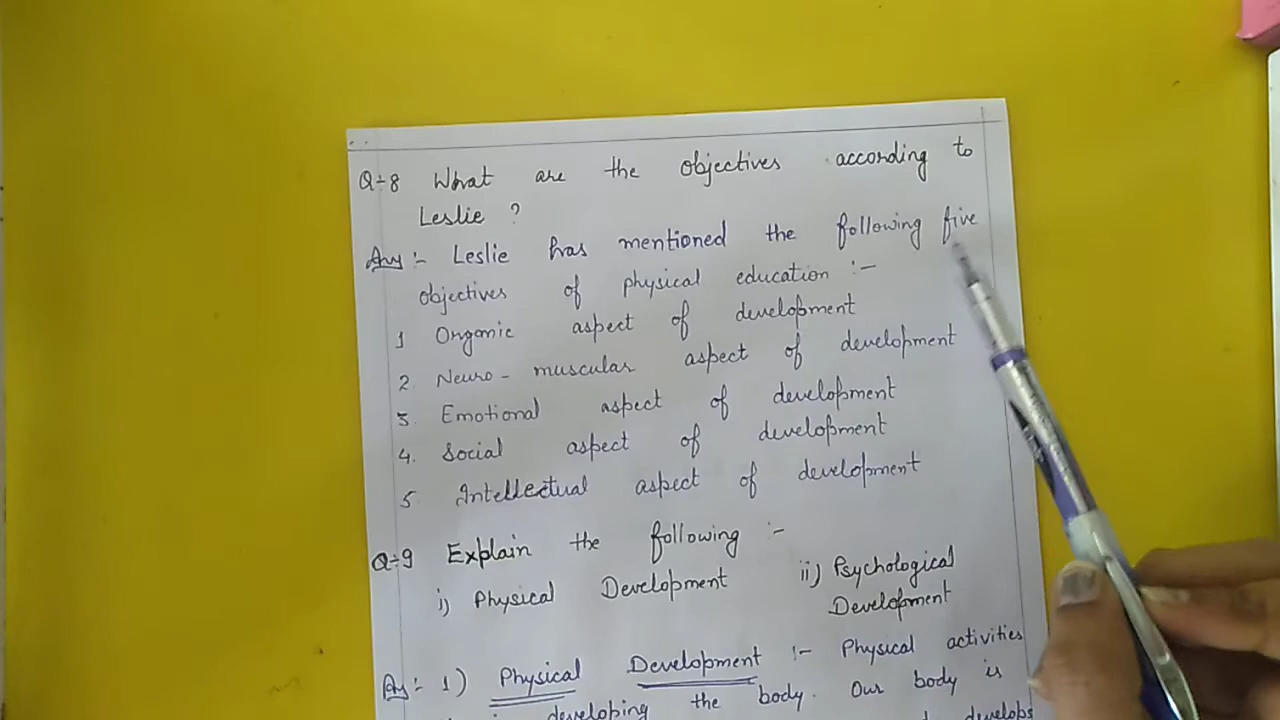 Q-8 What are the objectives according to
Leslie ?
Ans :- Leslie has mentioned the following five
objectives of physical education :-
1 Organic aspect of development
2. Neuro-muscular aspect of development
3. Emotional aspect of development
4. Social aspect of development
5 Intellectual aspect of development
Q-9 Explain the following :-
i) Physical Development ii) Psychological
Development
Ans :- 1) Physical Development :- Physical activities
developing the body. Our body is
develops